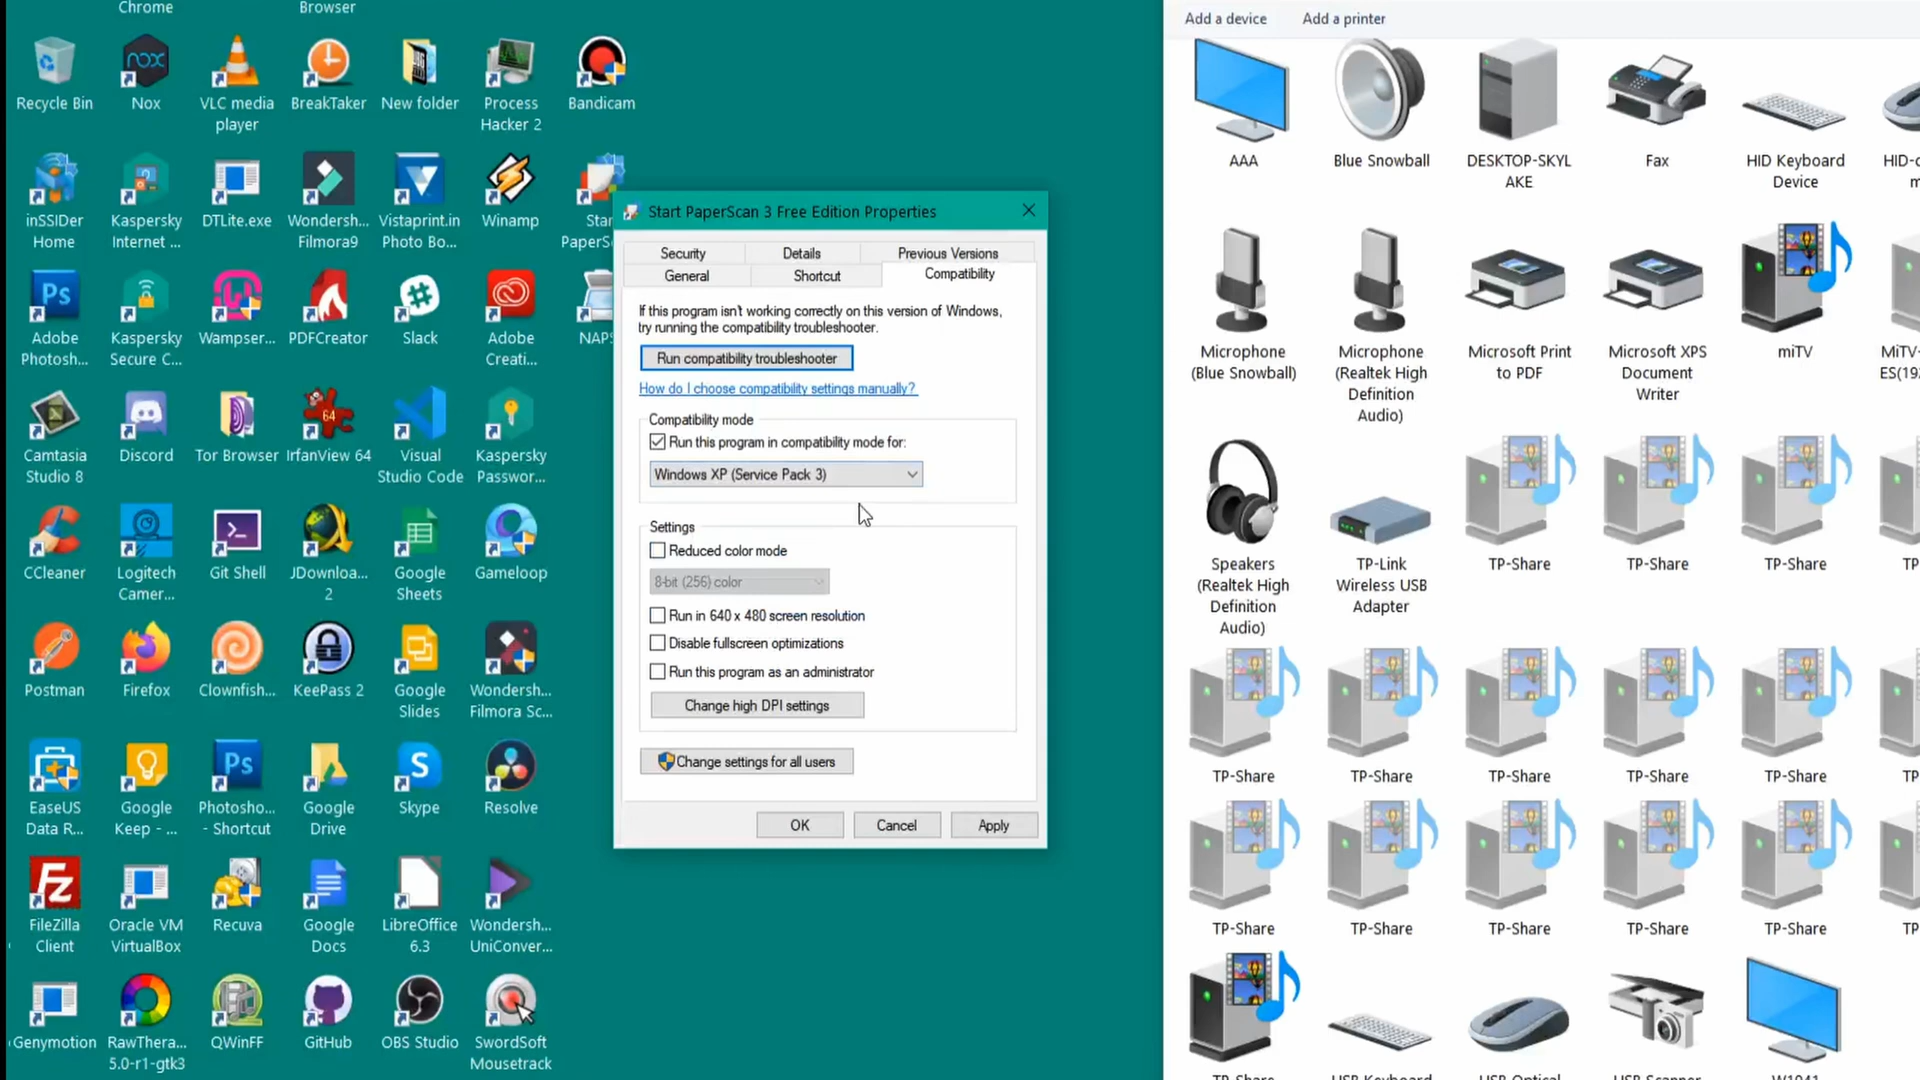 Chrome
Browser
Recycle Bin
Nox
VLC media
player
BreakTaker
New folder
Process
Hacker 2
Bandicam
inSSIDer
Home
Kaspersky
Internet ...
DTLite.exe
Wondersh...
Filmora9
Vistaprint.in
Photo Bo...
Winamp
Star
PaperSc
Adobe
Photosh...
Kaspersky
Secure C...
Wampser...
PDFCreator
Slack
Adobe
Creati...
NAPS
Camtasia
Studio 8
Discord
Tor Browser
64
IrfanView 64
Visual
Studio Code
Kaspersky
Passwor...
CCleaner
Logitech
Camer...
Git Shell
JDownloa...
2
Google
Sheets
Gameloop
Postman
Firefox
Clownfish...
KeePass 2
Google
Slides
Wondersh...
Filmora Sc...
EaseUS
Data R...
Google
Keep - ...
Photosho...
- Shortcut
Google
Drive
Skype
Resolve
FileZilla
Client
Oracle VM
VirtualBox
Recuva
Google
Docs
LibreOffice
6.3
Wondersh...
UniConver...
Genymotion
RawThera...
5.0-r1-gtk3
QWinFF
GitHub
OBS Studio
SwordSoft
Mousetrack
Start PaperScan 3 Free Edition Properties
Security
Details
Previous Versions
General
Shortcut
Compatibility
If this program isn't working correctly on this version of Windows,
try running the compatibility troubleshooter.
Run compatibility troubleshooter
How do I choose compatibility settings manually?
Compatibility mode
Run this program in compatibility mode for:
Windows XP (Service Pack 3)
Settings
Reduced color mode
8-bit (256) color
Run in 640 x 480 screen resolution
Disable fullscreen optimizations
Run this program as an administrator
Change high DPI settings
Change settings for all users
OK
Cancel
Apply
Add a device
Add a printer
AAA
Blue Snowball
DESKTOP-SKYL
AKE
Fax
HID Keyboard
Device
HID-c
m
Microphone
(Blue Snowball)
Microphone
(Realtek High
Definition
Audio)
Microsoft Print
to PDF
Microsoft XPS
Document
Writer
miTV
MiTV-
ES(19
Speakers
(Realtek High
Definition
Audio)
TP-Link
Wireless USB
Adapter
TP-Share
TP-Share
TP-Share
TP-
TP-Share
TP-Share
TP-Share
TP-Share
TP-Share
TP-
TP-Share
TP-Share
TP-Share
TP-Share
TP-Share
TP-
TP-Share
USB Keyboard
USB Optical
USB Scanner
W1941